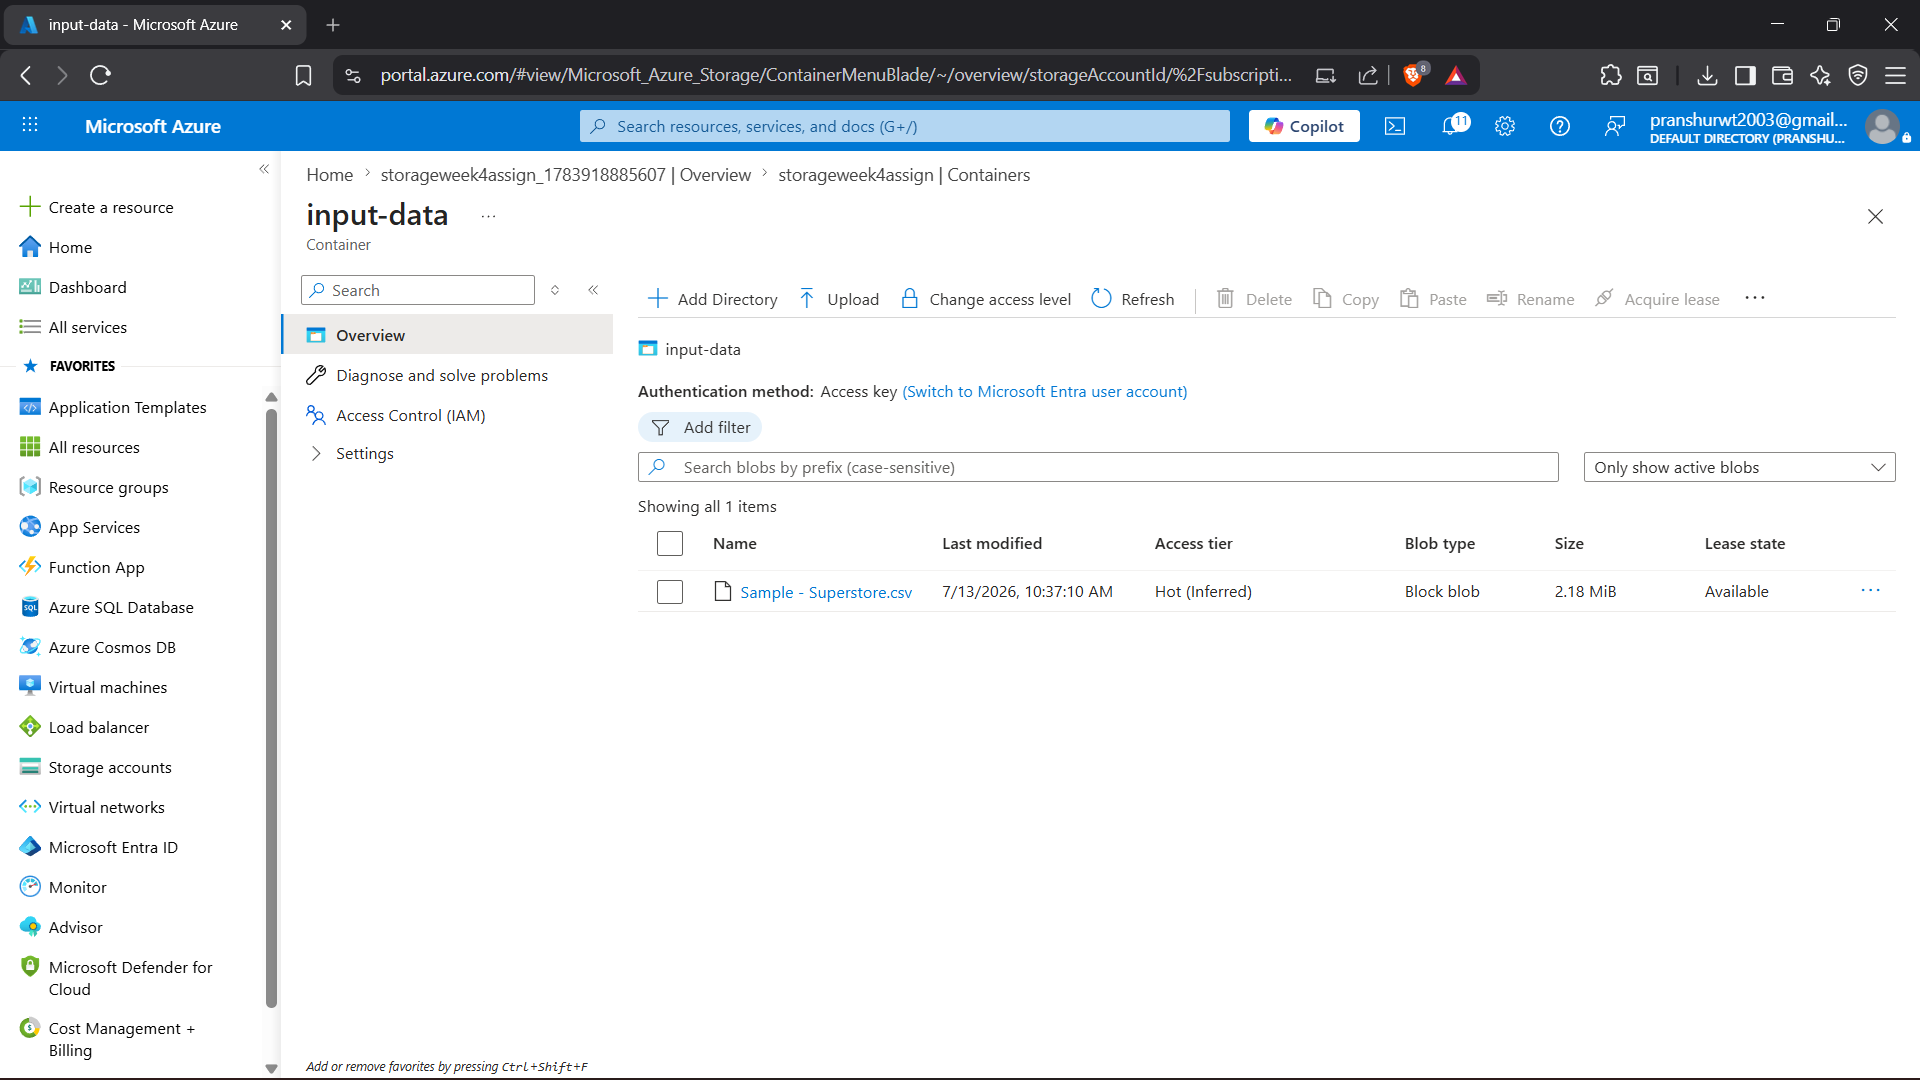 input-data - Microsoft Azure
portal.azure.com/#view/Microsoft_Azure_Storage/ContainerMenuBlade/~/overview/storageAccountId/%2Fsubscripti...
8
Microsoft Azure
Search resources, services, and docs (G+/)
Copilot
11
pranshurwt2003@gmail...
DEFAULT DIRECTORY (PRANSHU...
Create a resource
Home
Dashboard
All services
FAVORITES
Application Templates
All resources
Resource groups
App Services
Function App
Azure SQL Database
Azure Cosmos DB
Virtual machines
Load balancer
Storage accounts
Virtual networks
Microsoft Entra ID
Monitor
Advisor
Microsoft Defender for
Cloud
Cost Management +
Billing
Home > storageweek4assign_1783918885607 | Overview > storageweek4assign | Containers
input-data ...
Container
Search
Overview
Diagnose and solve problems
Access Control (IAM)
Settings
Add Directory Upload Change access level Refresh Delete Copy Paste Rename Acquire lease ...
input-data
Authentication method: Access key (Switch to Microsoft Entra user account)
Add filter
Search blobs by prefix (case-sensitive)
Only show active blobs
Showing all 1 items
Name Last modified Access tier Blob type Size Lease state
Sample - Superstore.csv 7/13/2026, 10:37:10 AM Hot (Inferred) Block blob 2.18 MiB Available ...
Add or remove favorites by pressing Ctrl+Shift+F